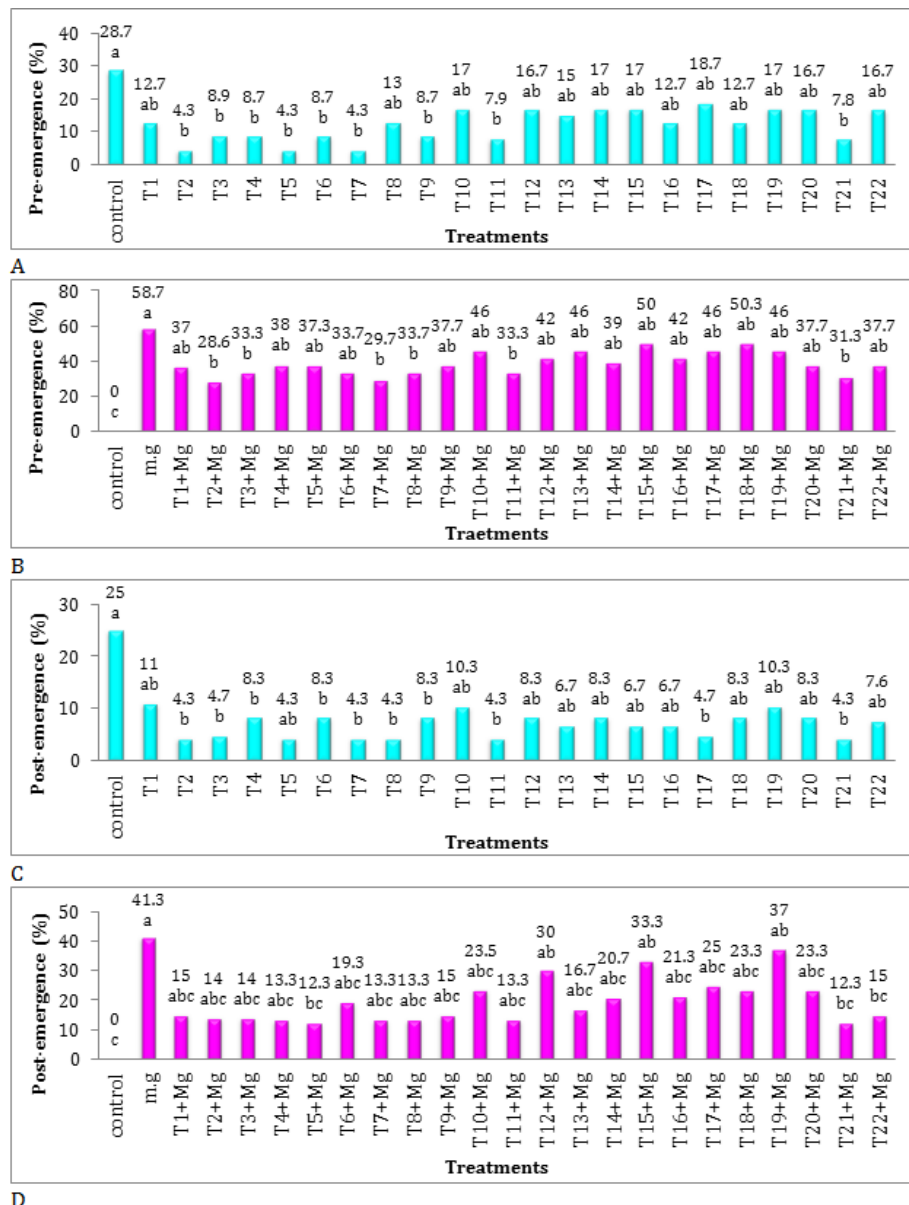 Pre-emergence (%)
40
30
20
10
0
28.7 a
12.7 ab
4.3 b
8.9 b
8.7 b
4.3 b
8.7 b
4.3 b
13 ab
8.7 b
17 ab
7.9 b
16.7 ab
15 ab
17 ab
17 ab
12.7 ab
18.7 ab
12.7 ab
17 ab
16.7 ab
7.8 b
16.7 ab
control
T1
T2
T3
T4
T5
T6
T7
T8
T9
T10
T11
T12
T13
T14
T15
T16
T17
T18
T19
T20
T21
T22
Treatments
A
Pre-emergence (%)
80
60
40
20
0
0 c
58.7 a
37 ab
28.6 b
33.3 b
38 ab
37.3 ab
33.7 ab
29.7 b
33.7 b
37.7 ab
46 ab
33.3 b
42 ab
46 ab
39 ab
50 ab
42 ab
46 ab
50.3 ab
46 ab
37.7 ab
31.3 b
37.7 ab
control
m.g
T1+Mg
T2+Mg
T3+Mg
T4+Mg
T5+Mg
T6+Mg
T7+Mg
T8+Mg
T9+Mg
T10+Mg
T11+Mg
T12+Mg
T13+Mg
T14+Mg
T15+Mg
T16+Mg
T17+Mg
T18+Mg
T19+Mg
T20+Mg
T21+Mg
T22+Mg
Traetments
B
Post-emergence (%)
30
20
10
0
25 a
11 ab
4.3 b
4.7 b
8.3 b
4.3 ab
8.3 b
4.3 b
4.3 b
8.3 b
10.3 ab
4.3 b
8.3 ab
6.7 ab
8.3 ab
6.7 ab
6.7 ab
4.7 b
8.3 ab
10.3 ab
8.3 ab
4.3 b
7.6 ab
control
T1
T2
T3
T4
T5
T6
T7
T8
T9
T10
T11
T12
T13
T14
T15
T16
T17
T18
T19
T20
T21
T22
Treatments
C
Post-emergence (%)
50
40
30
20
10
0
0 c
41.3 a
15 abc
14 abc
14 abc
13.3 abc
12.3 bc
19.3 abc
13.3 abc
13.3 abc
15 abc
23.5 abc
13.3 abc
30 ab
16.7 abc
20.7 abc
33.3 ab
21.3 abc
25 abc
23.3 abc
37 ab
23.3 abc
12.3 bc
15 bc
control
m.g
T1+Mg
T2+Mg
T3+Mg
T4+Mg
T5+Mg
T6+Mg
T7+Mg
T8+Mg
T9+Mg
T10+Mg
T11+Mg
T12+Mg
T13+Mg
T14+Mg
T15+Mg
T16+Mg
T17+Mg
T18+Mg
T19+Mg
T20+Mg
T21+Mg
T22+Mg
Treatments
D